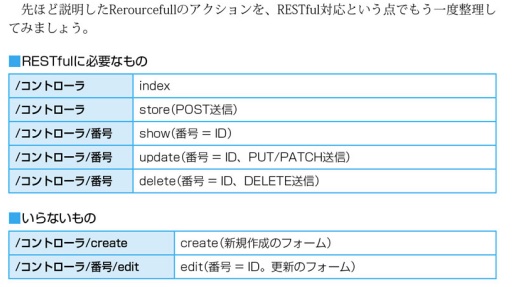 先ほど説明したRerourcefullのアクションを、RESTful対応という点でもう一度整理し
てみましょう。
■RESTfulに必要なもの
/コントローラ index
/コントローラ store(POST送信)
/コントローラ/番号 show(番号 = ID)
/コントローラ/番号 update(番号 = ID、PUT/PATCH送信)
/コントローラ/番号 delete(番号 = ID、DELETE送信)
■いらないもの
/コントローラ/create create(新規作成のフォーム)
/コントローラ/番号/edit edit(番号 = ID。更新のフォーム)